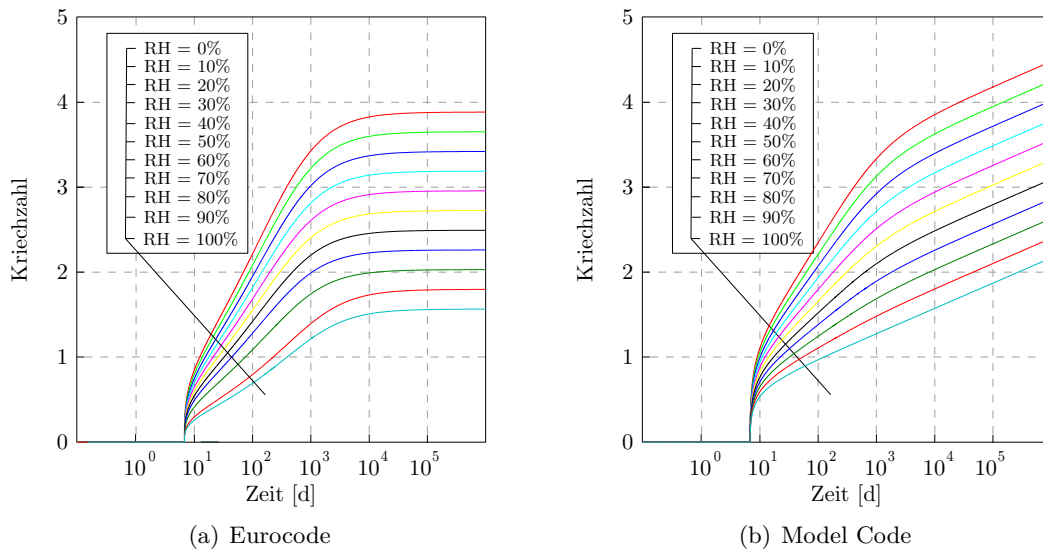 5
4
3
2
1
0
Kriechzahl
RH = 0%
RH = 10%
RH = 20%
RH = 30%
RH = 40%
RH = 50%
RH = 60%
RH = 70%
RH = 80%
RH = 90%
RH = 100%
10^0 10^1 10^2 10^3 10^4 10^5
Zeit [d]
(a) Eurocode
5
4
3
2
1
0
Kriechzahl
RH = 0%
RH = 10%
RH = 20%
RH = 30%
RH = 40%
RH = 50%
RH = 60%
RH = 70%
RH = 80%
RH = 90%
RH = 100%
10^0 10^1 10^2 10^3 10^4 10^5
Zeit [d]
(b) Model Code